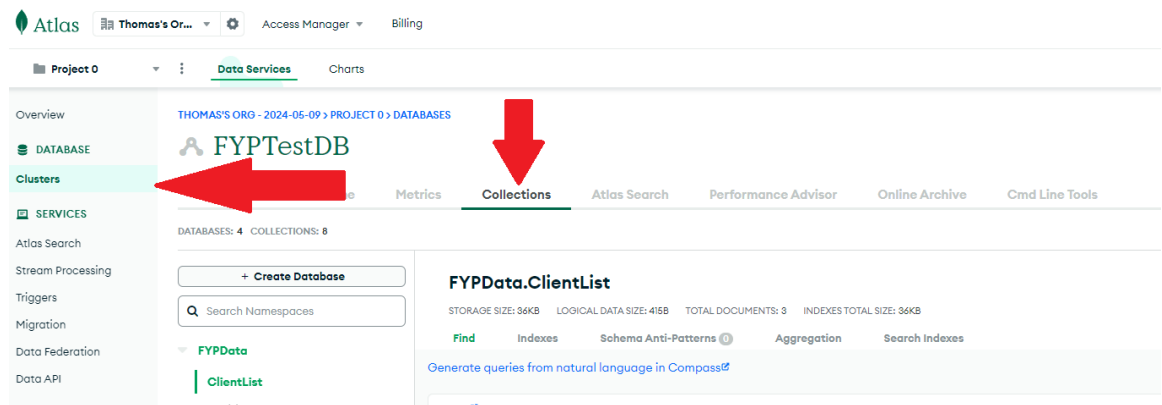 Atlas Thomas's Or... Access Manager Billing
Project 0 Data Services Charts
Overview
DATABASE
Clusters
SERVICES
Atlas Search
Stream Processing
Triggers
Migration
Data Federation
Data API
THOMAS'S ORG - 2024-05-09 > PROJECT 0 > DATABASES
FYPTestDB
Metrics Collections Atlas Search Performance Advisor Online Archive Cmd Line Tools
DATABASES: 4 COLLECTIONS: 8
+ Create Database
Search Namespaces
FYPData
ClientList
FYPData.ClientList
STORAGE SIZE: 36KB LOGICAL DATA SIZE: 415B TOTAL DOCUMENTS: 3 INDEXES TOTAL SIZE: 36KB
Find Indexes Schema Anti-Patterns 0 Aggregation Search Indexes
Generate queries from natural language in Compass